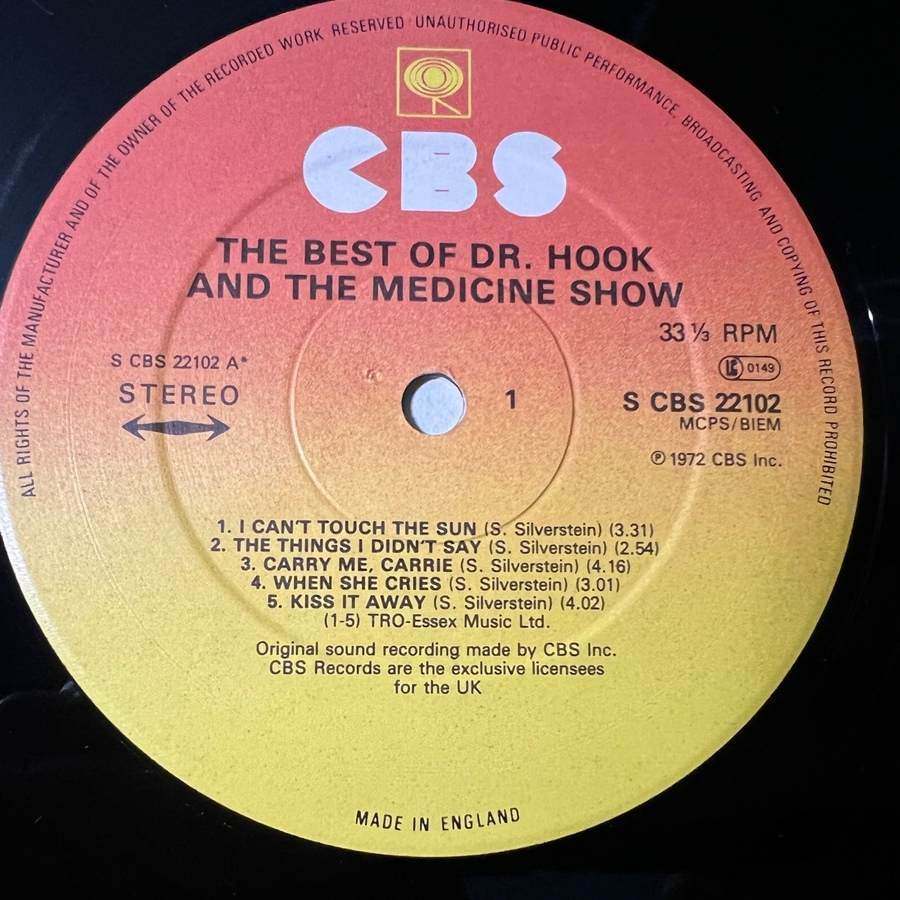 ALL RIGHTS OF THE MANUFACTURER AND OF THE OWNER OF THE RECORDED WORK RESERVED UNAUTHORISED PUBLIC PERFORMANCE, BROADCASTING AND COPYING OF THIS RECORD PROHIBITED
CBS
THE BEST OF DR. HOOK
AND THE MEDICINE SHOW
33 1/3 RPM
S CBS 22102 A*
LC 0149
STEREO
1
S CBS 22102
MCPS/BIEM
℗ 1972 CBS Inc.
1. I CAN'T TOUCH THE SUN (S. Silverstein) (3.31)
2. THE THINGS I DIDN'T SAY (S. Silverstein) (2.54)
3. CARRY ME, CARRIE (S. Silverstein) (4.16)
4. WHEN SHE CRIES (S. Silverstein) (3.01)
5. KISS IT AWAY (S. Silverstein) (4.02)
(1-5) TRO-Essex Music Ltd.
Original sound recording made by CBS Inc.
CBS Records are the exclusive licensees
for the UK
MADE IN ENGLAND